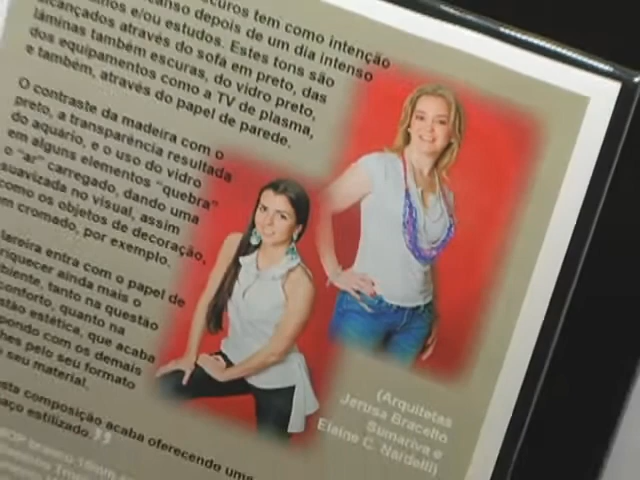 escuros tem como intenção
descanso depois de um dia intenso
e/ou estudos. Estes tons são
alcançados através do sofá em preto, das
lâminas também escuras, do vidro preto,
dos equipamentos como a TV de plasma,
e também, através do papel de parede.
O contraste da madeira com o
preto, a transparência resultada
do aquário, e o uso do vidro
em alguns elementos "quebra"
o "ar" carregado, dando uma
suavizada no visual, assim
como os objetos de decoração,
em cromado, por exemplo.
lareira entra com o papel de
riquecer ainda mais o
biente, tanto na questão
conforto, quanto na
stão estética, que acaba
pondo com os demais
hes pelo seu formato
seu material.
sta composição acaba oferecendo uma
aço estilizado.
(Arquitetas
Jerusa Bracelto
Sumariva e
Elaine C. Nardelli)